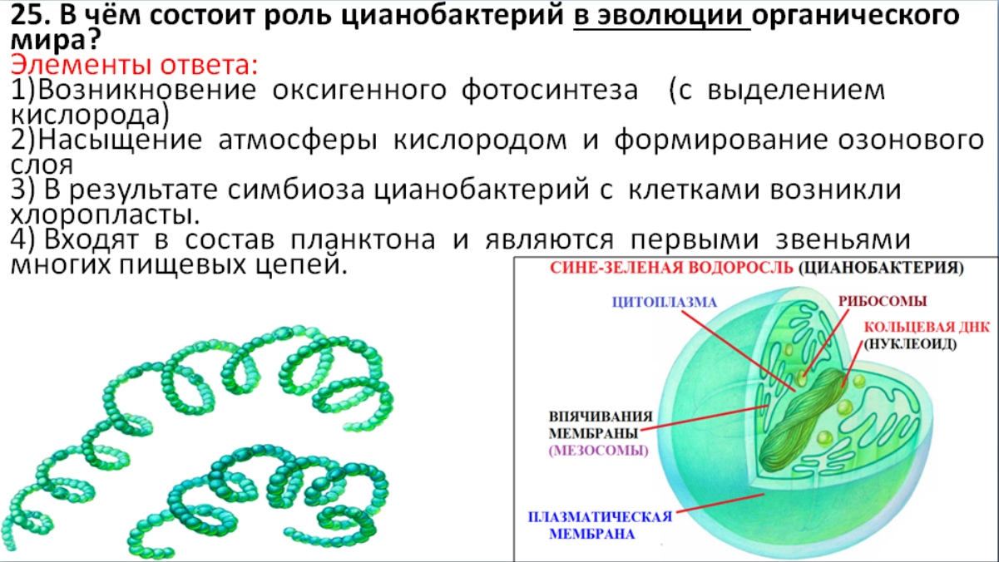 25. В чём состоит роль цианобактерий в эволюции органического
мира?
Элементы ответа:
1)Возникновение оксигенного фотосинтеза (с выделением
кислорода)
2)Насыщение атмосферы кислородом и формирование озонового
слоя
3) В результате симбиоза цианобактерий с клетками возникли
хлоропласты.
4) Входят в состав планктона и являются первыми звеньями
многих пищевых цепей.
СИНЕ-ЗЕЛЕНАЯ ВОДОРОСЛЬ (ЦИАНОБАКТЕРИЯ)
ЦИТОПЛАЗМА
РИБОСОМЫ
КОЛЬЦЕВАЯ ДНК
(НУКЛЕОИД)
ВПЯЧИВАНИЯ
МЕМБРАНЫ
(МЕЗОСОМЫ)
ПЛАЗМАТИЧЕСКАЯ
МЕМБРАНА